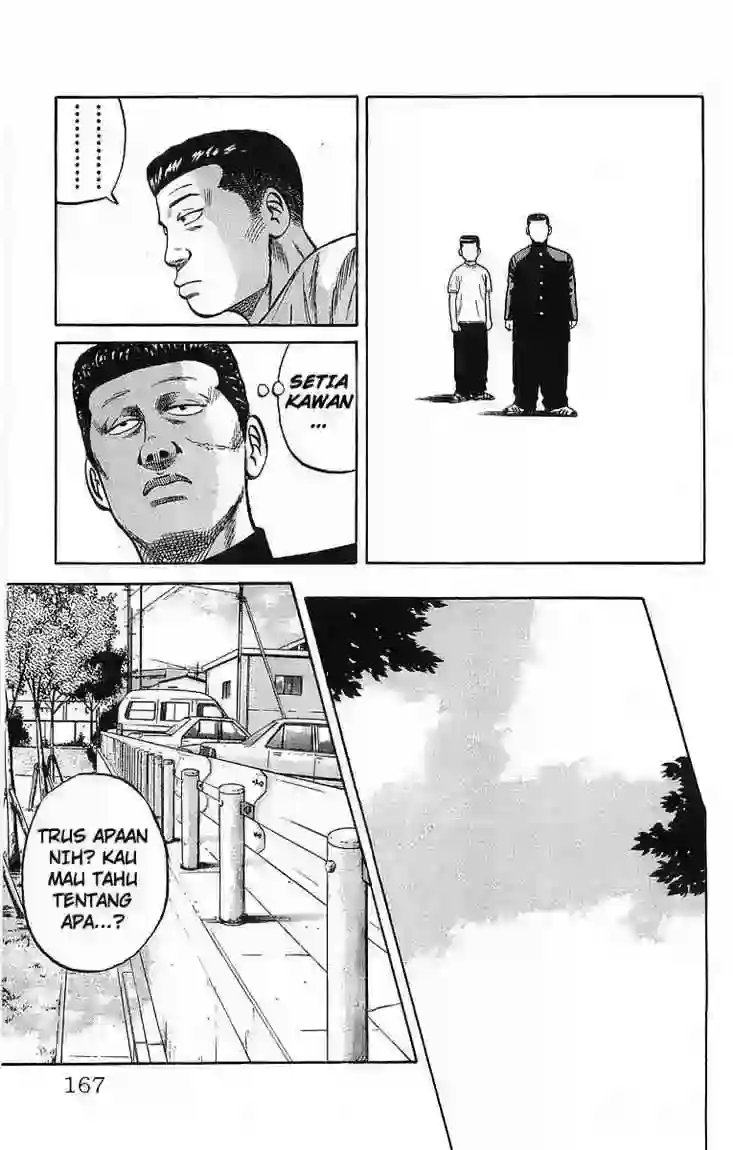 SETIA
KAWAN
...
TRUS APAAN
NIH? KAU
MAU TAHU
TENTANG
APA...?
167